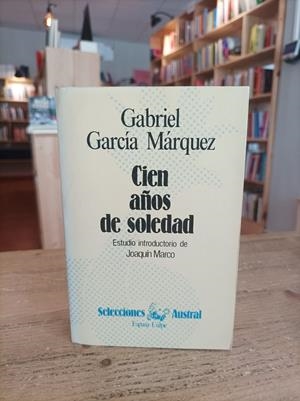 Gabriel
García Márquez
Cien
años
de soledad
Estudio introductorio de
Joaquín Marco
Selecciones Austral
Espasa-Calpe